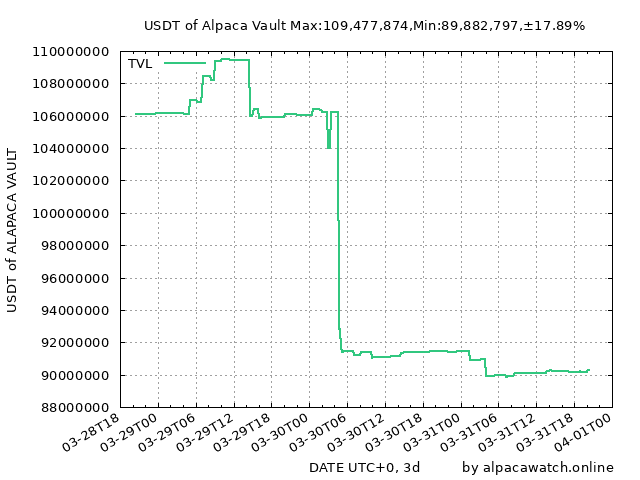 USDT of Alpaca Vault Max:109,477,874,Min:89,882,797,±17.89%
TVL
USDT of ALAPACA VAULT
110000000
108000000
106000000
104000000
102000000
100000000
98000000
96000000
94000000
92000000
90000000
88000000
03-28T18
03-29T00
03-29T06
03-29T12
03-29T18
03-30T00
03-30T06
03-30T12
03-30T18
03-31T00
03-31T06
03-31T12
03-31T18
04-01T00
DATE UTC+0, 3d
by alpacawatch.online